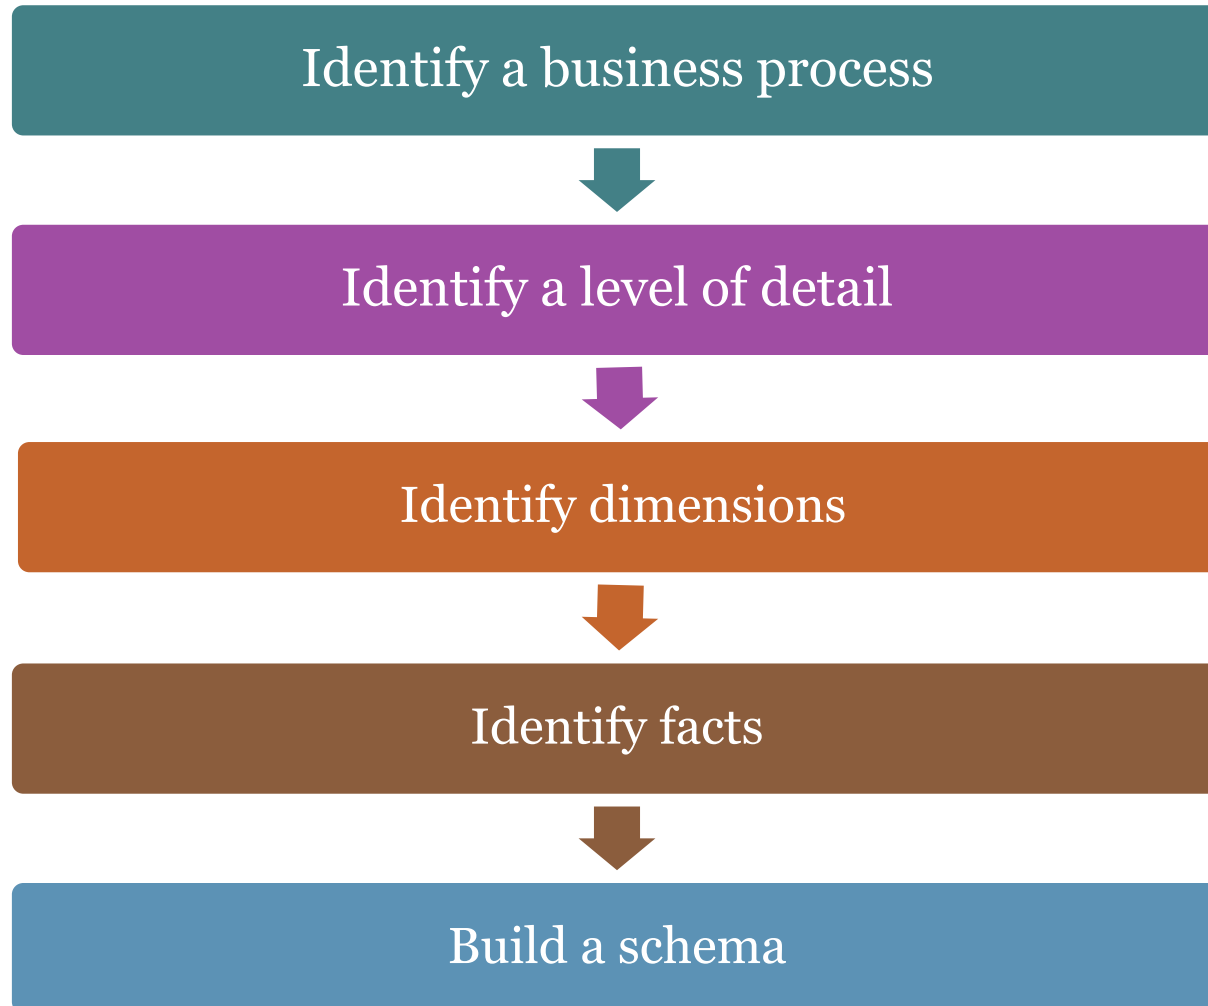 Identify a business process
Identify a level of detail
Identify dimensions
Identify facts
Build a schema